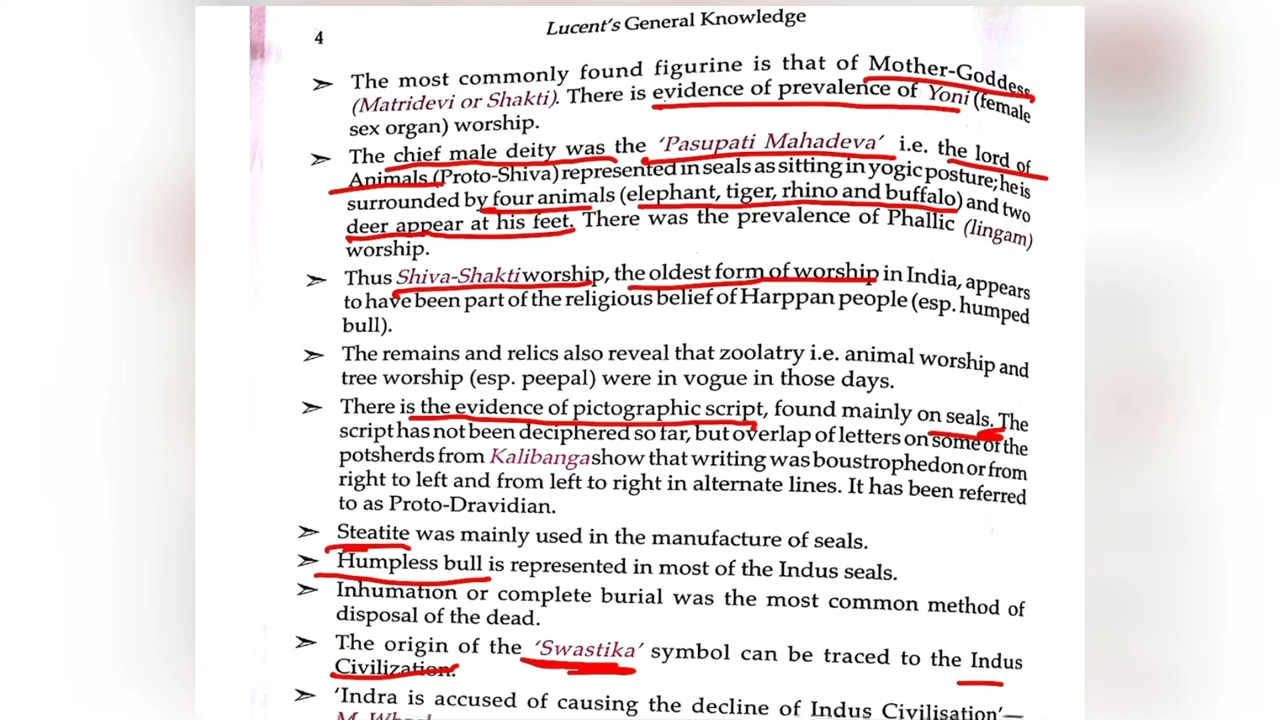 4
Lucent's General Knowledge
➢ The most commonly found figurine is that of Mother-Goddess
(Matridevi or Shakti). There is evidence of prevalence of Yoni (female
sex organ) worship.
➢ The chief male deity was the 'Pasupati Mahadeva' i.e. the lord of
Animals (Proto-Shiva) represented in seals as sitting in yogic posture; he is
surrounded by four animals (elephant, tiger, rhino and buffalo) and two
deer appear at his feet. There was the prevalence of Phallic (lingam)
worship.
➢ Thus Shiva-Shakti worship, the oldest form of worship in India, appears
to have been part of the religious belief of Harppan people (esp. humped
bull).
➢ The remains and relics also reveal that zoolatry i.e. animal worship and
tree worship (esp. peepal) were in vogue in those days.
➢ There is the evidence of pictographic script, found mainly on seals. The
script has not been deciphered so far, but overlap of letters on some of the
potsherds from Kalibanga show that writing was boustrophedon or from
right to left and from left to right in alternate lines. It has been referred
to as Proto-Dravidian.
➢ Steatite was mainly used in the manufacture of seals.
➢ Humpless bull is represented in most of the Indus seals.
➢ Inhumation or complete burial was the most common method of
disposal of the dead.
➢ The origin of the 'Swastika' symbol can be traced to the Indus
Civilization.
➢ 'Indra is accused of causing the decline of Indus Civilisation'—